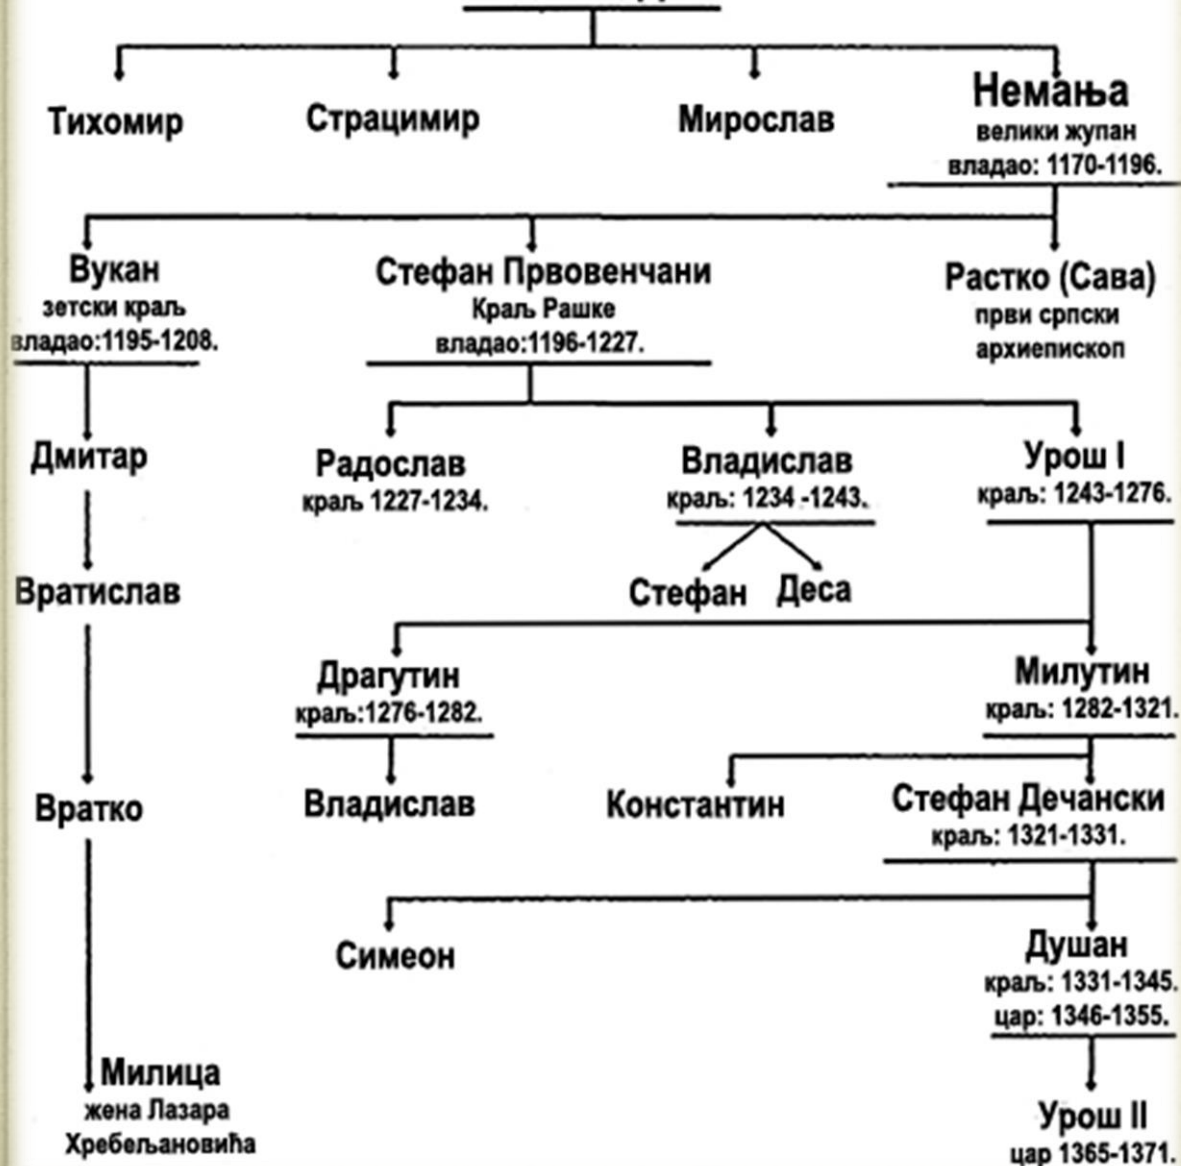 Тихомир
Страцимир
Мирослав
Немања
велики жупан
владао: 1170-1196.
Вукан
зетски краљ
владао:1195-1208.
Стефан Првовенчани
Краљ Рашке
владао:1196-1227.
Растко (Сава)
први српски
архиепископ
Дмитар
Радослав
краљ 1227-1234.
Владислав
краљ: 1234 -1243.
Урош I
краљ: 1243-1276.
Вратислав
Стефан
Деса
Драгутин
краљ:1276-1282.
Милутин
краљ: 1282-1321.
Вратко
Владислав
Константин
Стефан Дечански
краљ: 1321-1331.
Симеон
Душан
краљ: 1331-1345.
цар: 1346-1355.
Милица
жена Лазара
Хребељановића
Урош II
цар 1365-1371.